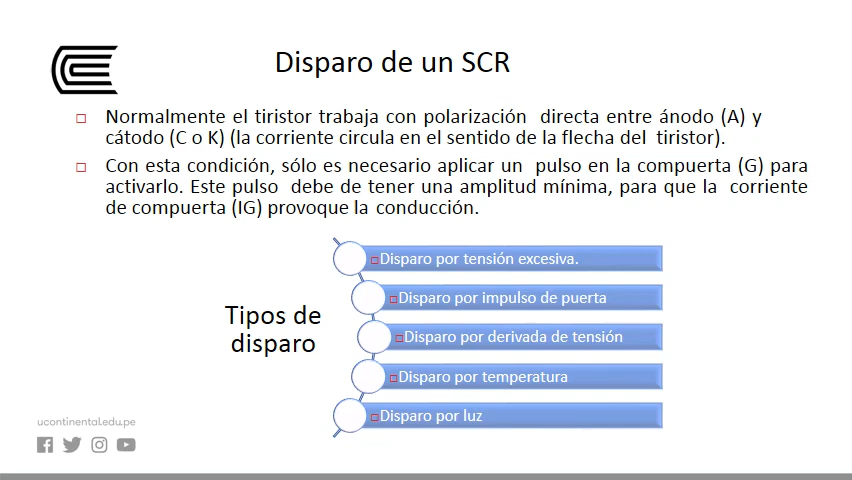 Disparo de un SCR
Normalmente el tiristor trabaja con polarización directa entre ánodo (A) y
cátodo (C o K) (la corriente circula en el sentido de la flecha del tiristor).
Con esta condición, sólo es necesario aplicar un pulso en la compuerta (G) para
activarlo. Este pulso debe de tener una amplitud mínima, para que la corriente
de compuerta (IG) provoque la conducción.
Tipos de
disparo
Disparo por tensión excesiva.
Disparo por impulso de puerta
Disparo por derivada de tensión
Disparo por temperatura
Disparo por luz
ucontinental.edu.pe